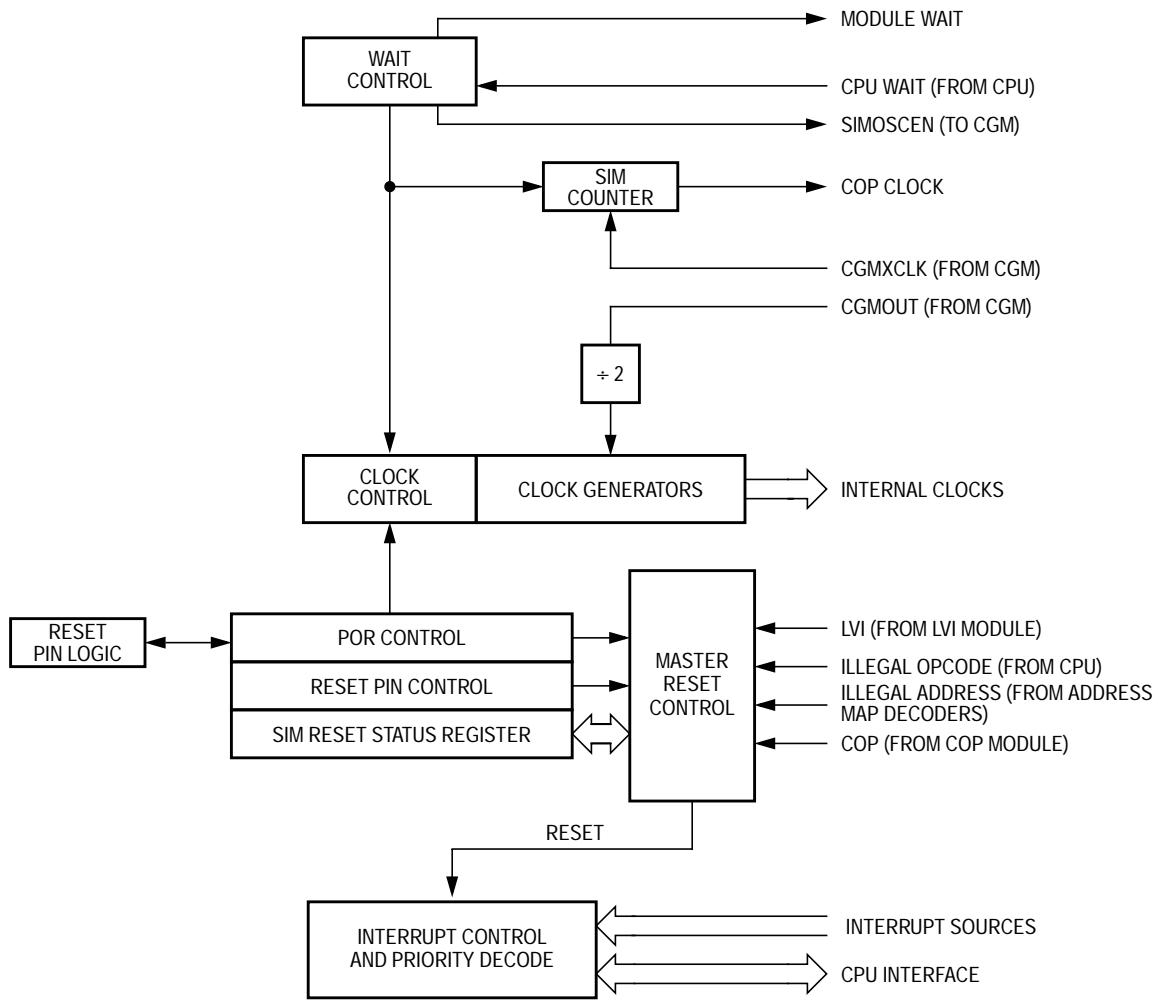 MODULE WAIT
WAIT
CONTROL
CPU WAIT (FROM CPU)
SIMOSCEN (TO CGM)
SIM
COUNTER
COP CLOCK
CGMXCLK (FROM CGM)
CGMOUT (FROM CGM)
÷ 2
CLOCK
CONTROL
CLOCK GENERATORS
INTERNAL CLOCKS
RESET
PIN LOGIC
POR CONTROL
RESET PIN CONTROL
SIM RESET STATUS REGISTER
MASTER
RESET
CONTROL
LVI (FROM LVI MODULE)
ILLEGAL OPCODE (FROM CPU)
ILLEGAL ADDRESS (FROM ADDRESS
MAP DECODERS)
COP (FROM COP MODULE)
RESET
INTERRUPT CONTROL
AND PRIORITY DECODE
INTERRUPT SOURCES
CPU INTERFACE